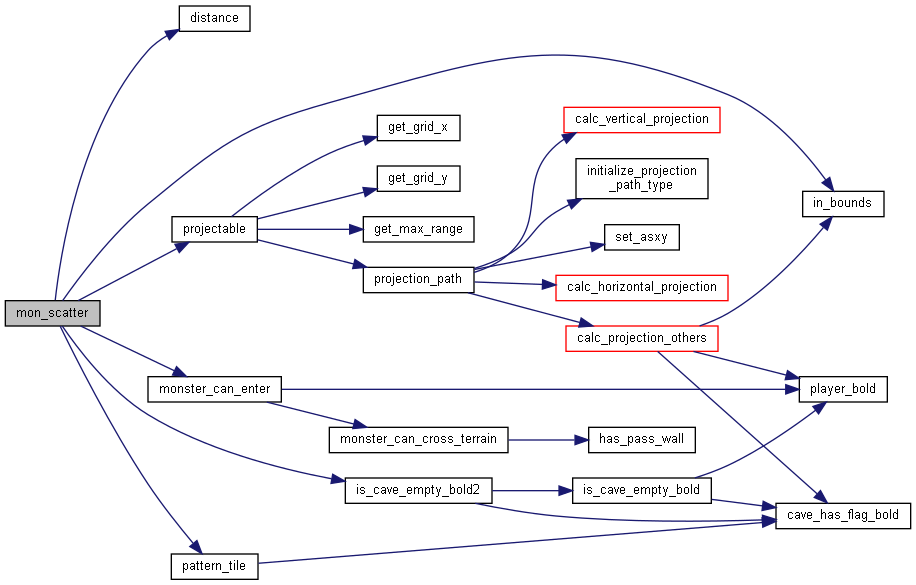 distance
get_grid_x
calc_vertical_projection
initialize_projection
_path_type
get_grid_y
in_bounds
projectable
get_max_range
set_asxy
projection_path
calc_horizontal_projection
mon_scatter
calc_projection_others
monster_can_enter
player_bold
monster_can_cross_terrain
has_pass_wall
is_cave_empty_bold2
is_cave_empty_bold
cave_has_flag_bold
pattern_tile